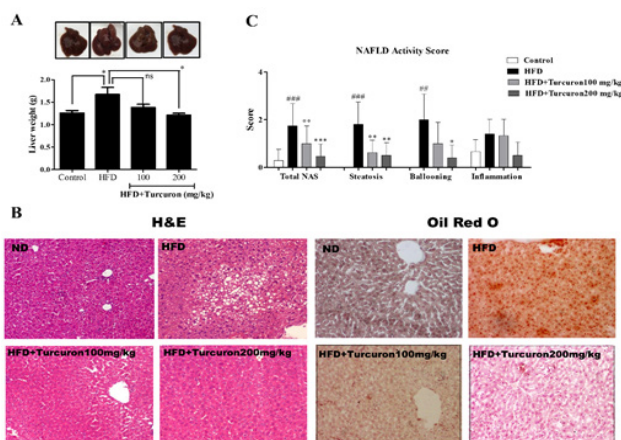 A
*
ns
*
2.0
1.5
1.0
0.5
0.0
Liver weight (g)
Control
HFD
100
200
HFD+Turcuron (mg/kg)
C
NAFLD Activity Score
Control
HFD
HFD+Turcuron100 mg/kg
HFD+Turcuron200 mg/kg
4
2
0
Score
###
**
***
###
**
**
##
*
Total NAS
Steatosis
Ballooning
Inflammation
B
H&E
Oil Red O
ND
HFD
ND
HFD
HFD+Turcuron100mg/kg
HFD+Turcuron200mg/kg
HFD+Turcuron100mg/kg
HFD+Turcuron200mg/kg